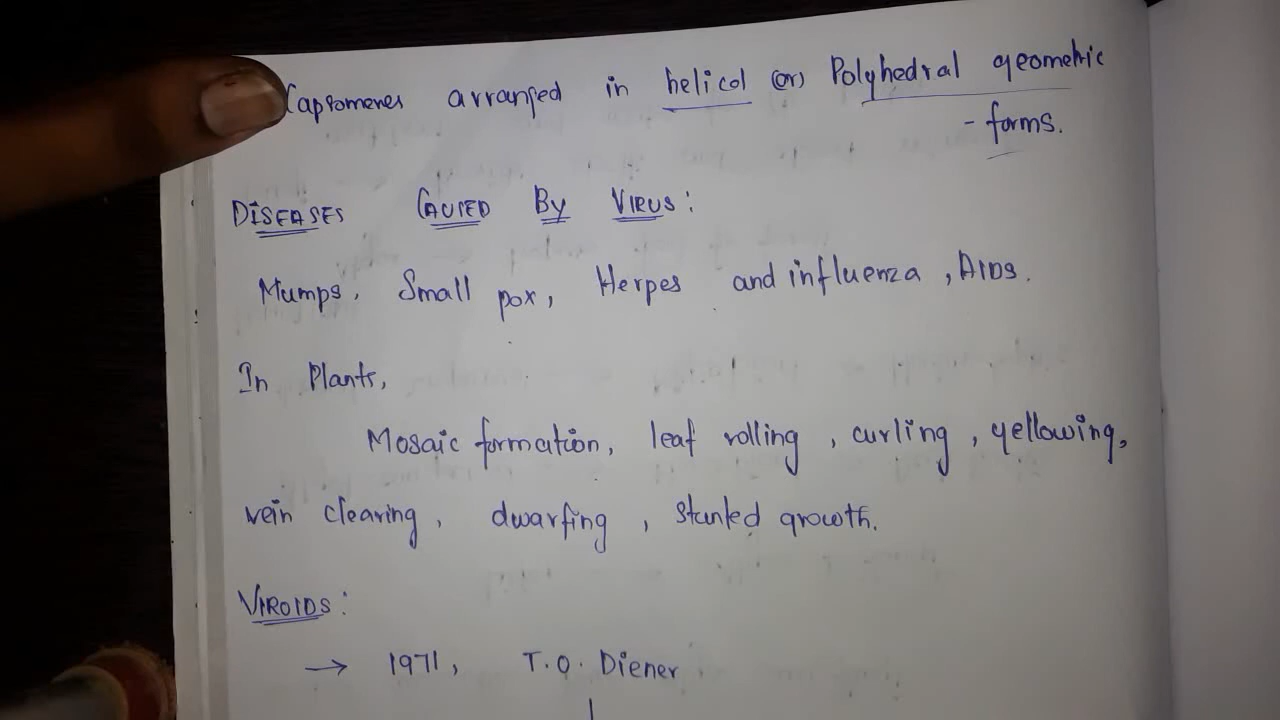 Capsomeres arranged in helical (or) Polyhedral geometric
- forms.
DISEASES CAUSED BY VIRUS:
Mumps, Small pox, Herpes and influenza, AIDS.
In Plants,
Mosaic formation, leaf rolling, curling, yellowing,
vein clearing, dwarfing, stunted growth.
VIROIDS:
→ 1971, T.O. Diener